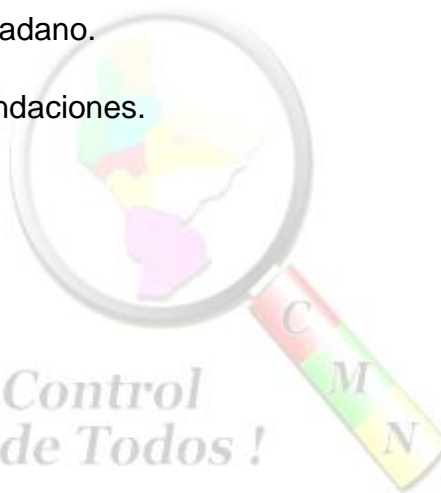 adano.
ndaciones.
C
M
N
Control
de Todos !